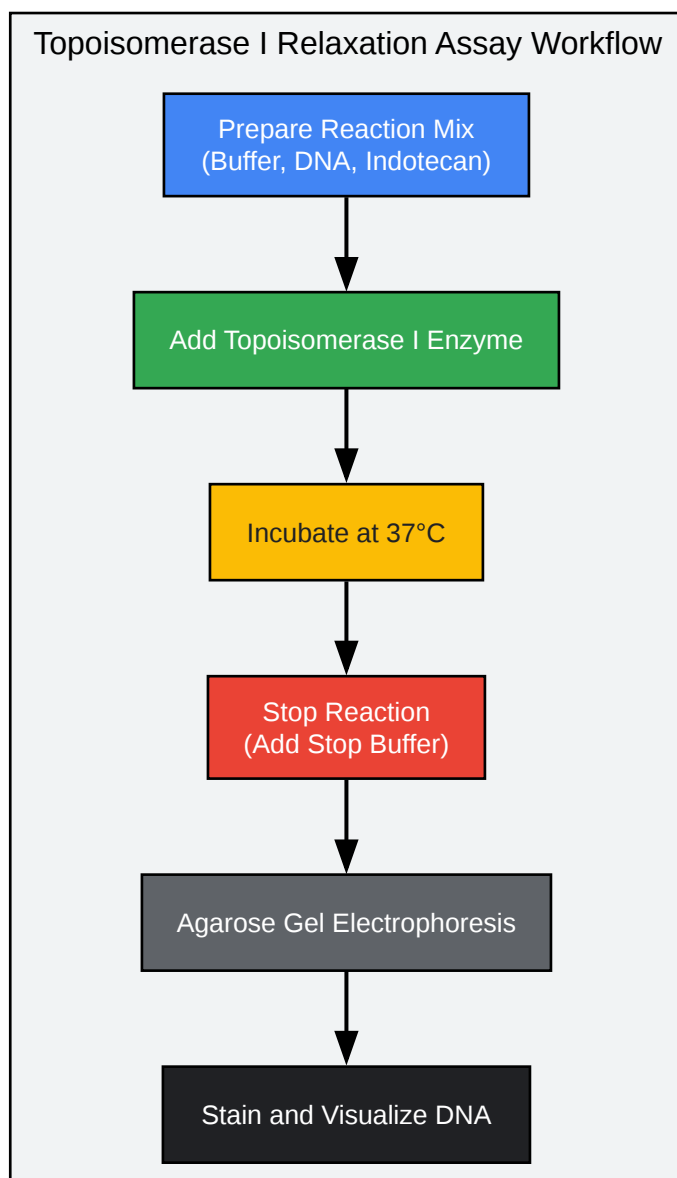 Topoisomerase I Relaxation Assay Workflow
Prepare Reaction Mix
(Buffer, DNA, Indotecan)
Add Topoisomerase I Enzyme
Incubate at 37°C
Stop Reaction
(Add Stop Buffer)
Agarose Gel Electrophoresis
Stain and Visualize DNA